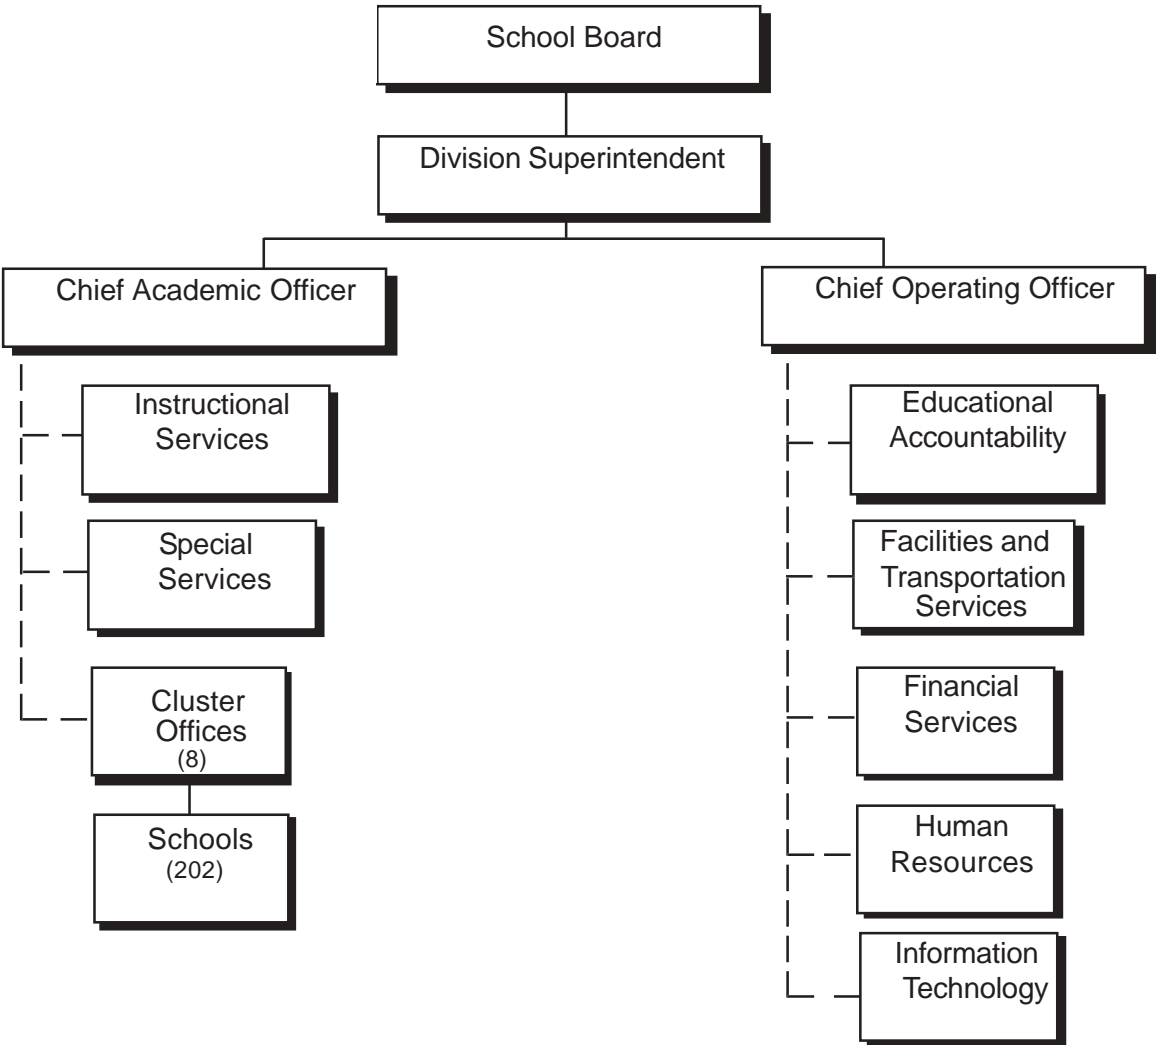 School Board
Division Superintendent
Chief Academic Officer
Instructional
Services
Special
Services
Cluster
Offices
(8)
Schools
(202)
Chief Operating Officer
Educational
Accountability
Facilities and
Transportation
Services
Financial
Services
Human
Resources
Information
Technology